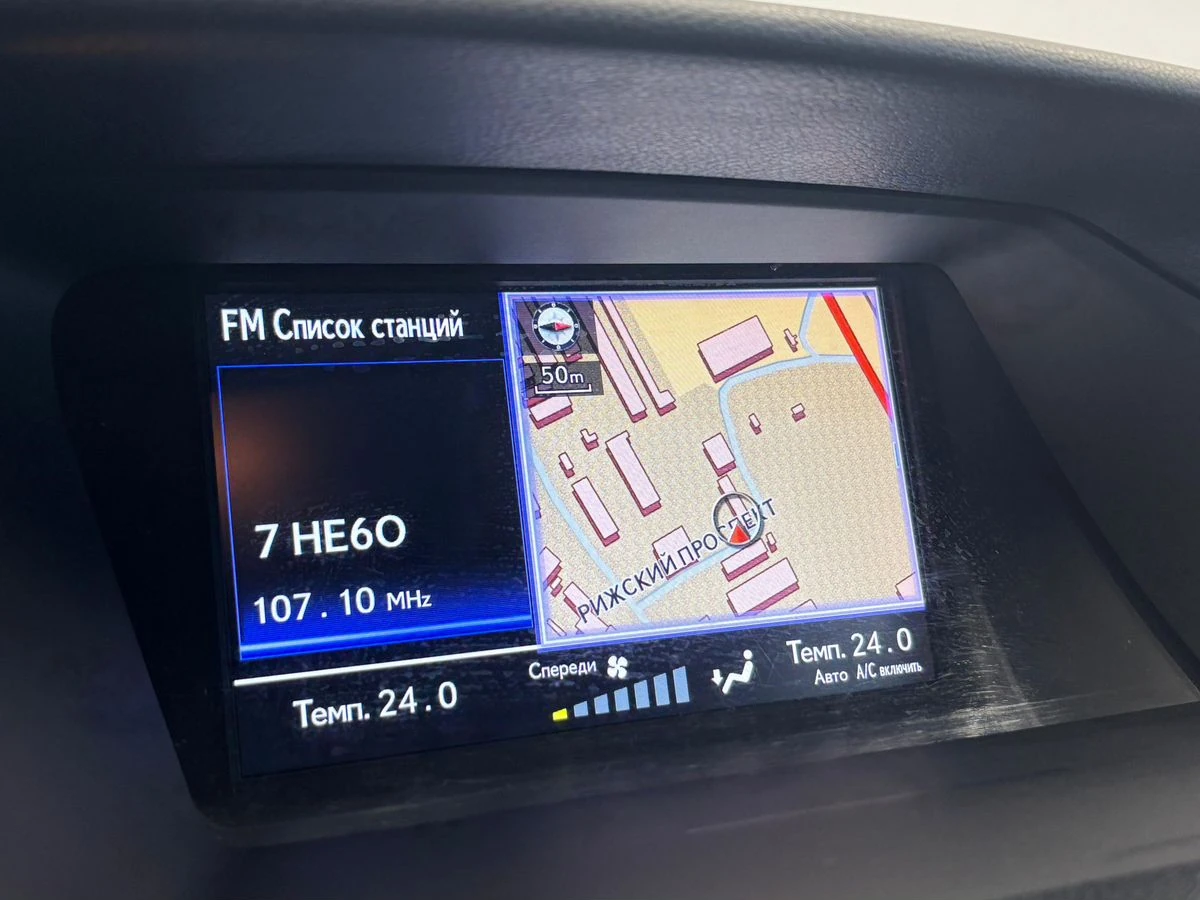 FM Список станций
7 НЕ6О
107.10 MHz
50m
РИЖСКИЙ ПРОСПЕКТ
Темп. 24.0
Спереди
Темп. 24.0
Авто A/C включить